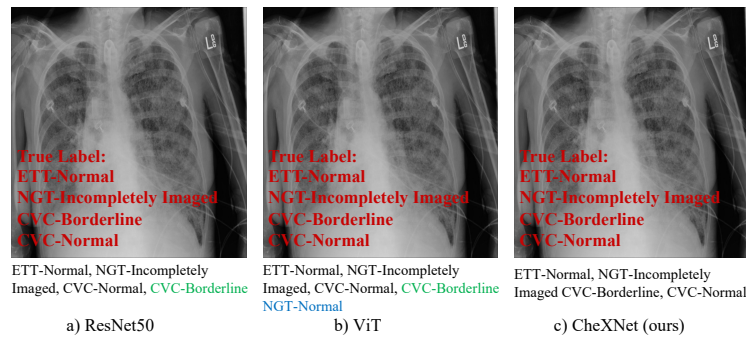 True Label:
ETT-Normal
NGT-Incompletely Imaged
CVC-Borderline
CVC-Normal
ETT-Normal, NGT-Incompletely
Imaged, CVC-Normal, CVC-Borderline
a) ResNet50
True Label:
ETT-Normal
NGT-Incompletely Imaged
CVC-Borderline
CVC-Normal
ETT-Normal, NGT-Incompletely
Imaged, CVC-Normal, CVC-Borderline
NGT-Normal
b) ViT
True Label:
ETT-Normal
NGT-Incompletely Imaged
CVC-Borderline
CVC-Normal
ETT-Normal, NGT-Incompletely
Imaged CVC-Borderline, CVC-Normal
c) CheXNet (ours)